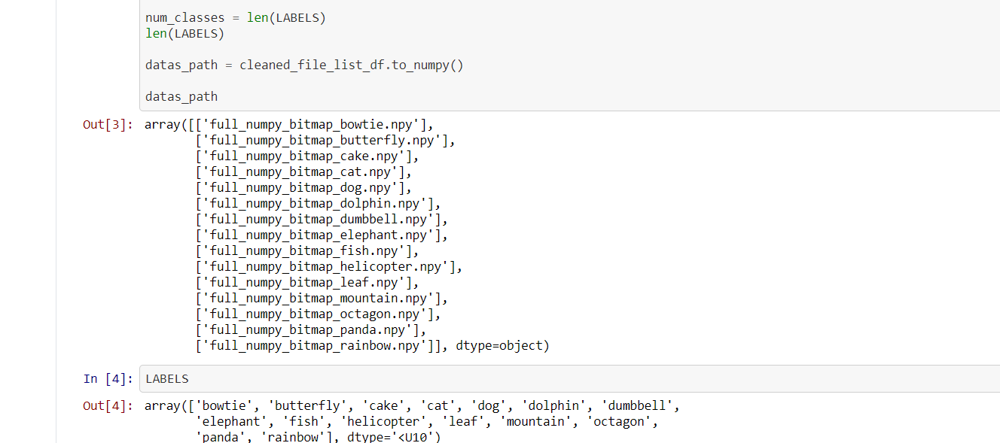 num_classes = len(LABELS)
len(LABELS)
datas_path = cleaned_file_list_df.to_numpy()
datas_path
Out[3]: array([['full_numpy_bitmap_bowtie.npy'],
['full_numpy_bitmap_butterfly.npy'],
['full_numpy_bitmap_cake.npy'],
['full_numpy_bitmap_cat.npy'],
['full_numpy_bitmap_dog.npy'],
['full_numpy_bitmap_dolphin.npy'],
['full_numpy_bitmap_dumbbell.npy'],
['full_numpy_bitmap_elephant.npy'],
['full_numpy_bitmap_fish.npy'],
['full_numpy_bitmap_helicopter.npy'],
['full_numpy_bitmap_leaf.npy'],
['full_numpy_bitmap_mountain.npy'],
['full_numpy_bitmap_octagon.npy'],
['full_numpy_bitmap_panda.npy'],
['full_numpy_bitmap_rainbow.npy']], dtype=object)
In [4]: LABELS
Out[4]: array(['bowtie', 'butterfly', 'cake', 'cat', 'dog', 'dolphin', 'dumbbell',
'elephant', 'fish', 'helicopter', 'leaf', 'mountain', 'octagon',
'panda', 'rainbow'], dtype='<U10')